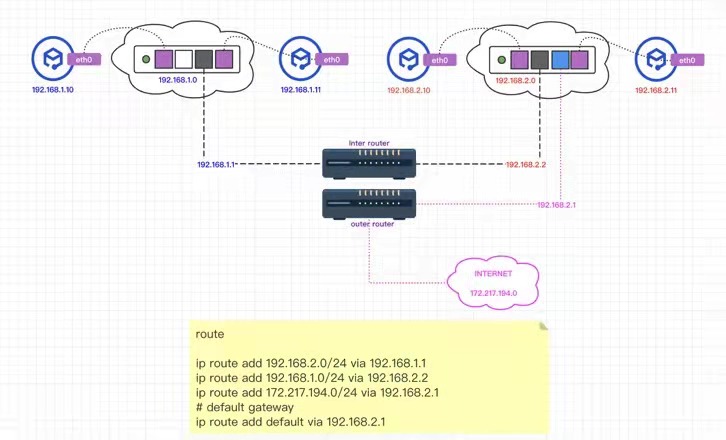 eth0
eth0
eth0
eth0
192.168.1.0
192.168.2.0
192.168.1.10
192.168.1.11
192.168.2.10
192.168.2.11
Inter router
192.168.1.1
192.168.2.2
192.168.2.1
outer router
INTERNET
172.217.194.0
route
ip route add 192.168.2.0/24 via 192.168.1.1
ip route add 192.168.1.0/24 via 192.168.2.2
ip route add 172.217.194.0/24 via 192.168.2.1
# default gateway
ip route add default via 192.168.2.1